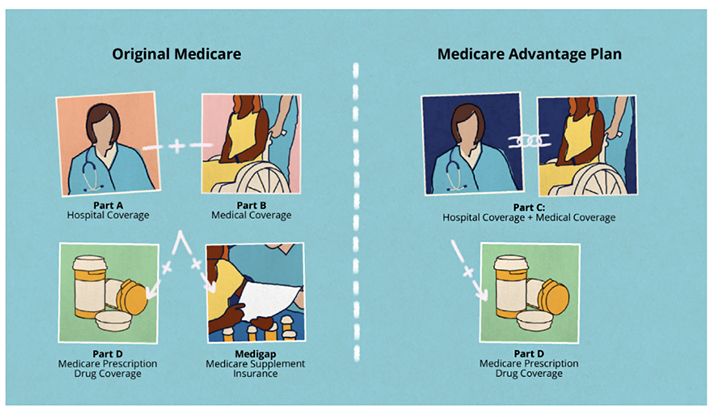 Original Medicare
Medicare Advantage Plan
Part A
Hospital Coverage
Part B
Medical Coverage
Part C:
Hospital Coverage + Medical Coverage
Part D
Medicare Prescription
Drug Coverage
Medigap
Medicare Supplement
Insurance
Part D
Medicare Prescription
Drug Coverage